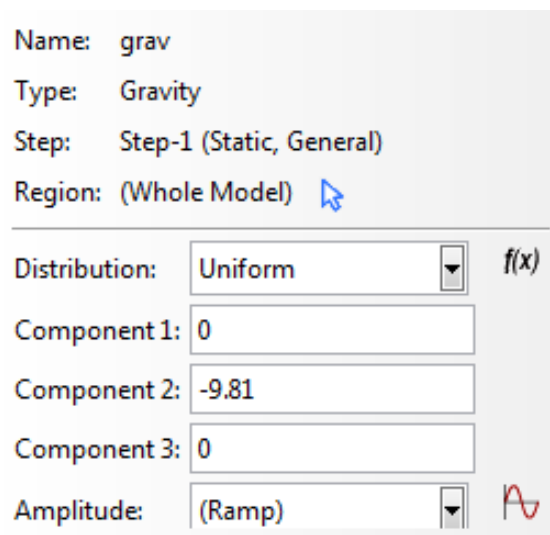 Name: grav
Type: Gravity
Step: Step-1 (Static, General)
Region: (Whole Model)
Distribution: Uniform f(x)
Component 1: 0
Component 2: -9.81
Component 3: 0
Amplitude: (Ramp)